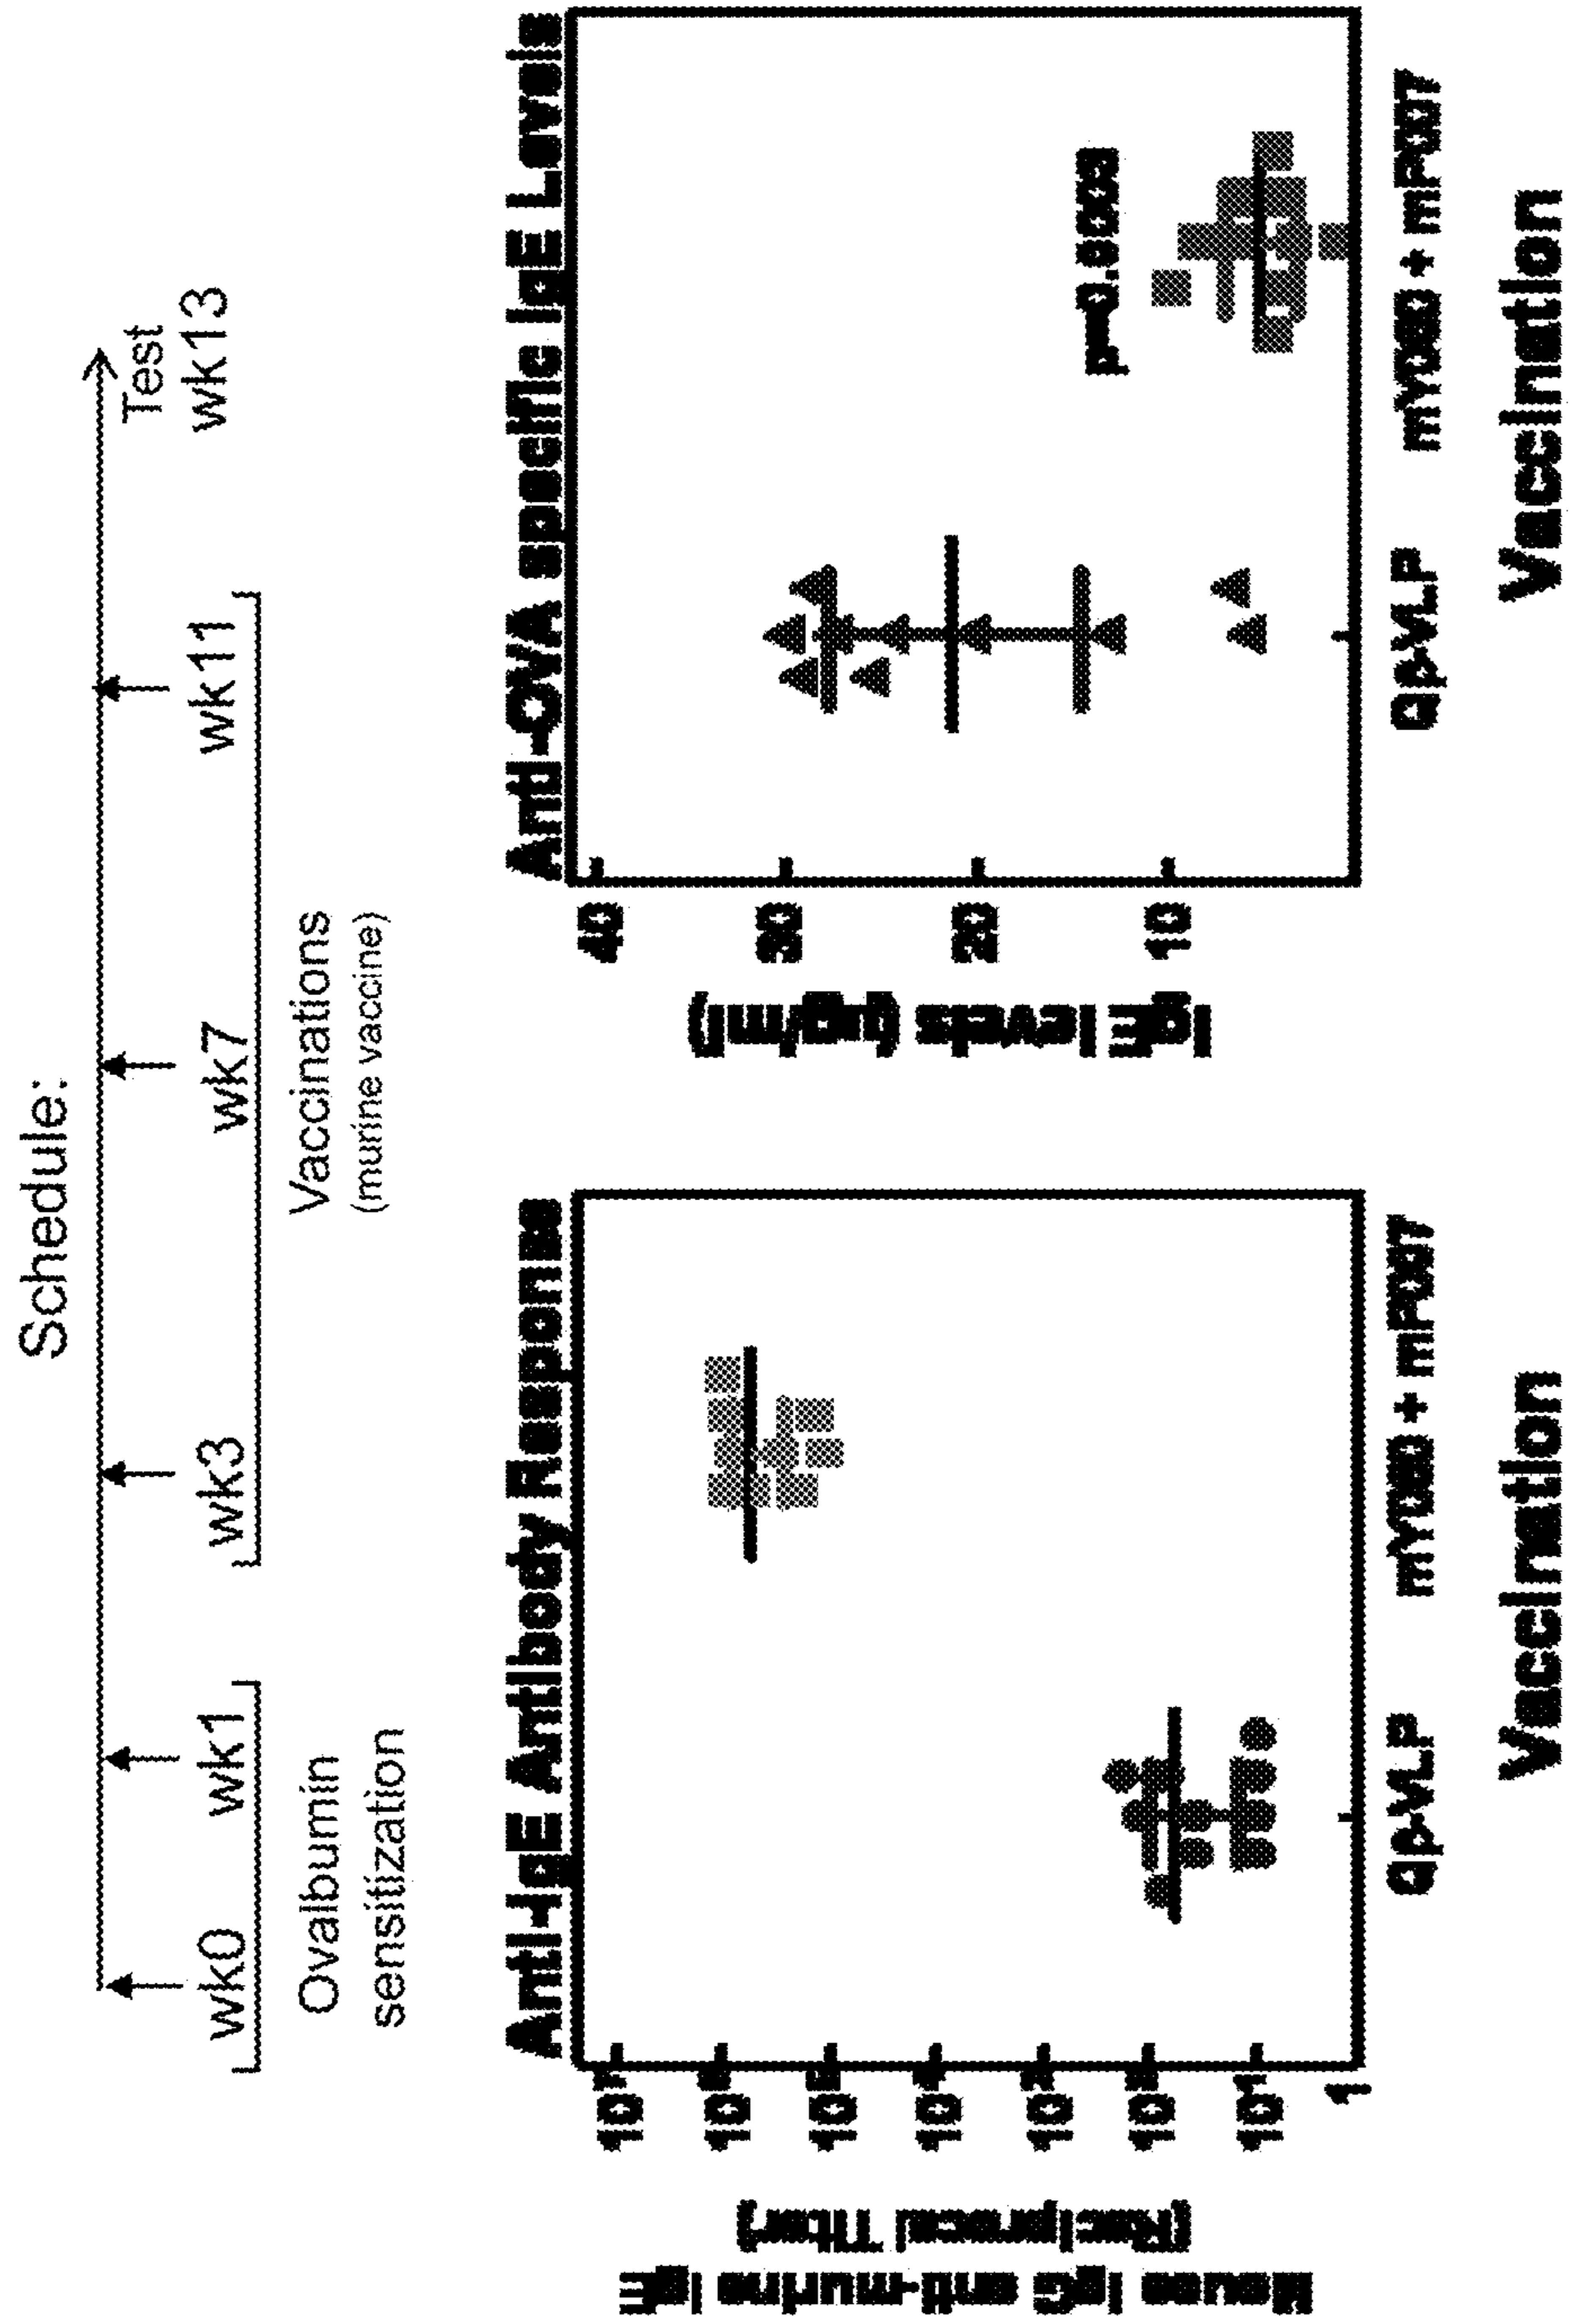 Schedule:
wk0 wk1 wk3 wk7 wk11 Test
wk13
Ovalbumin
sensitization
Vaccinations
(murine vaccine)
Anti-IgE Antibody Response
Mouse IgG anti-murine IgE
[Reciprocal Titer]
10⁷
10⁶
10⁵
10⁴
10³
10²
10¹
1
Qβ-VLP
Vaccination
Anti-OVA specific IgE Levels
IgE levels (µg/ml)
40
30
20
10
Qβ-VLP
Vaccination